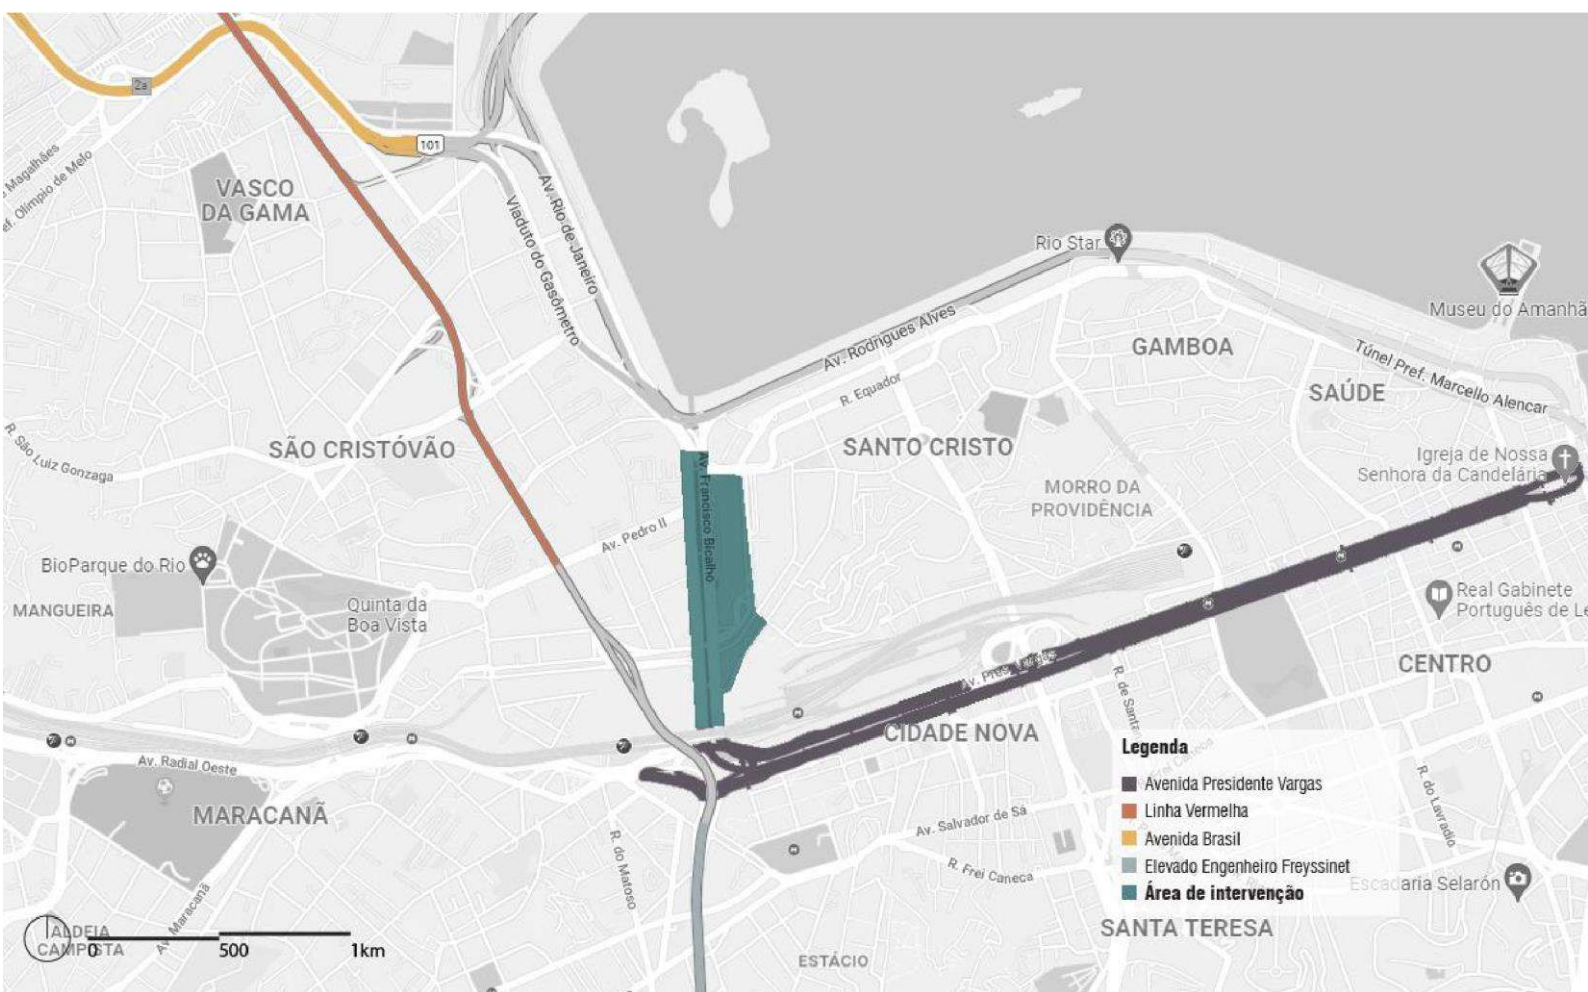 2a
101
Magalhães
ef. Olímpio de Melo
VASCO
DA GAMA
Viaduto do Gasômetro
Av. Rio de Janeiro
Rio Star
Museu do Amanhã
Av. Rodrigues Alves
GAMBOA
Túnel Pref. Marcello Alencar
R. Equador
SAÚDE
R. São Luiz Gonzaga
SÃO CRISTÓVÃO
SANTO CRISTO
Igreja de Nossa
Senhora da Candelária
Av. Francisco Bicalho
MORRO DA
PROVIDÊNCIA
Av. Pedro II
BioParque do Rio
MANGUEIRA
Quinta da
Boa Vista
Real Gabinete
Português de Le
Av. Pres. Vargas
CENTRO
R. de Santa
CIDADE NOVA
Av. Radial Oeste
MARACANÃ
R. do Matoso
Av. Salvador de Sá
R. Frei Caneca
R. do Lavradio
Legenda
Avenida Presidente Vargas
Linha Vermelha
Avenida Brasil
Elevado Engenheiro Freyssinet
Área de intervenção
Escadaria Selarón
Av. Maracanã
ALDEIA
CAMPISTA
0 500 1km
ESTÁCIO
SANTA TERESA